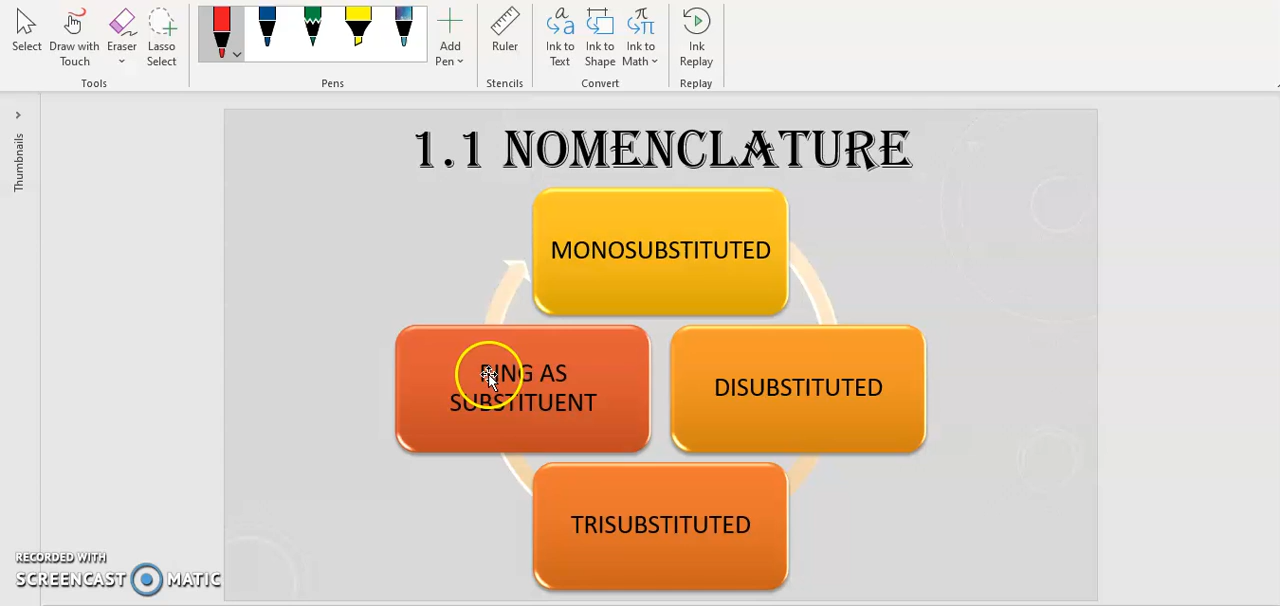 Select
Draw with
Touch
Eraser
Lasso
Select
Add
Pen
Ruler
Ink to
Text
Ink to
Shape
Ink to
Math
Ink
Replay
Tools
Pens
Stencils
Convert
Replay
Thumbnails
1.1 NOMENCLATURE
MONOSUBSTITUTED
RING AS
SUBSTITUENT
DISUBSTITUTED
TRISUBSTITUTED
RECORDED WITH
SCREENCAST MATIC